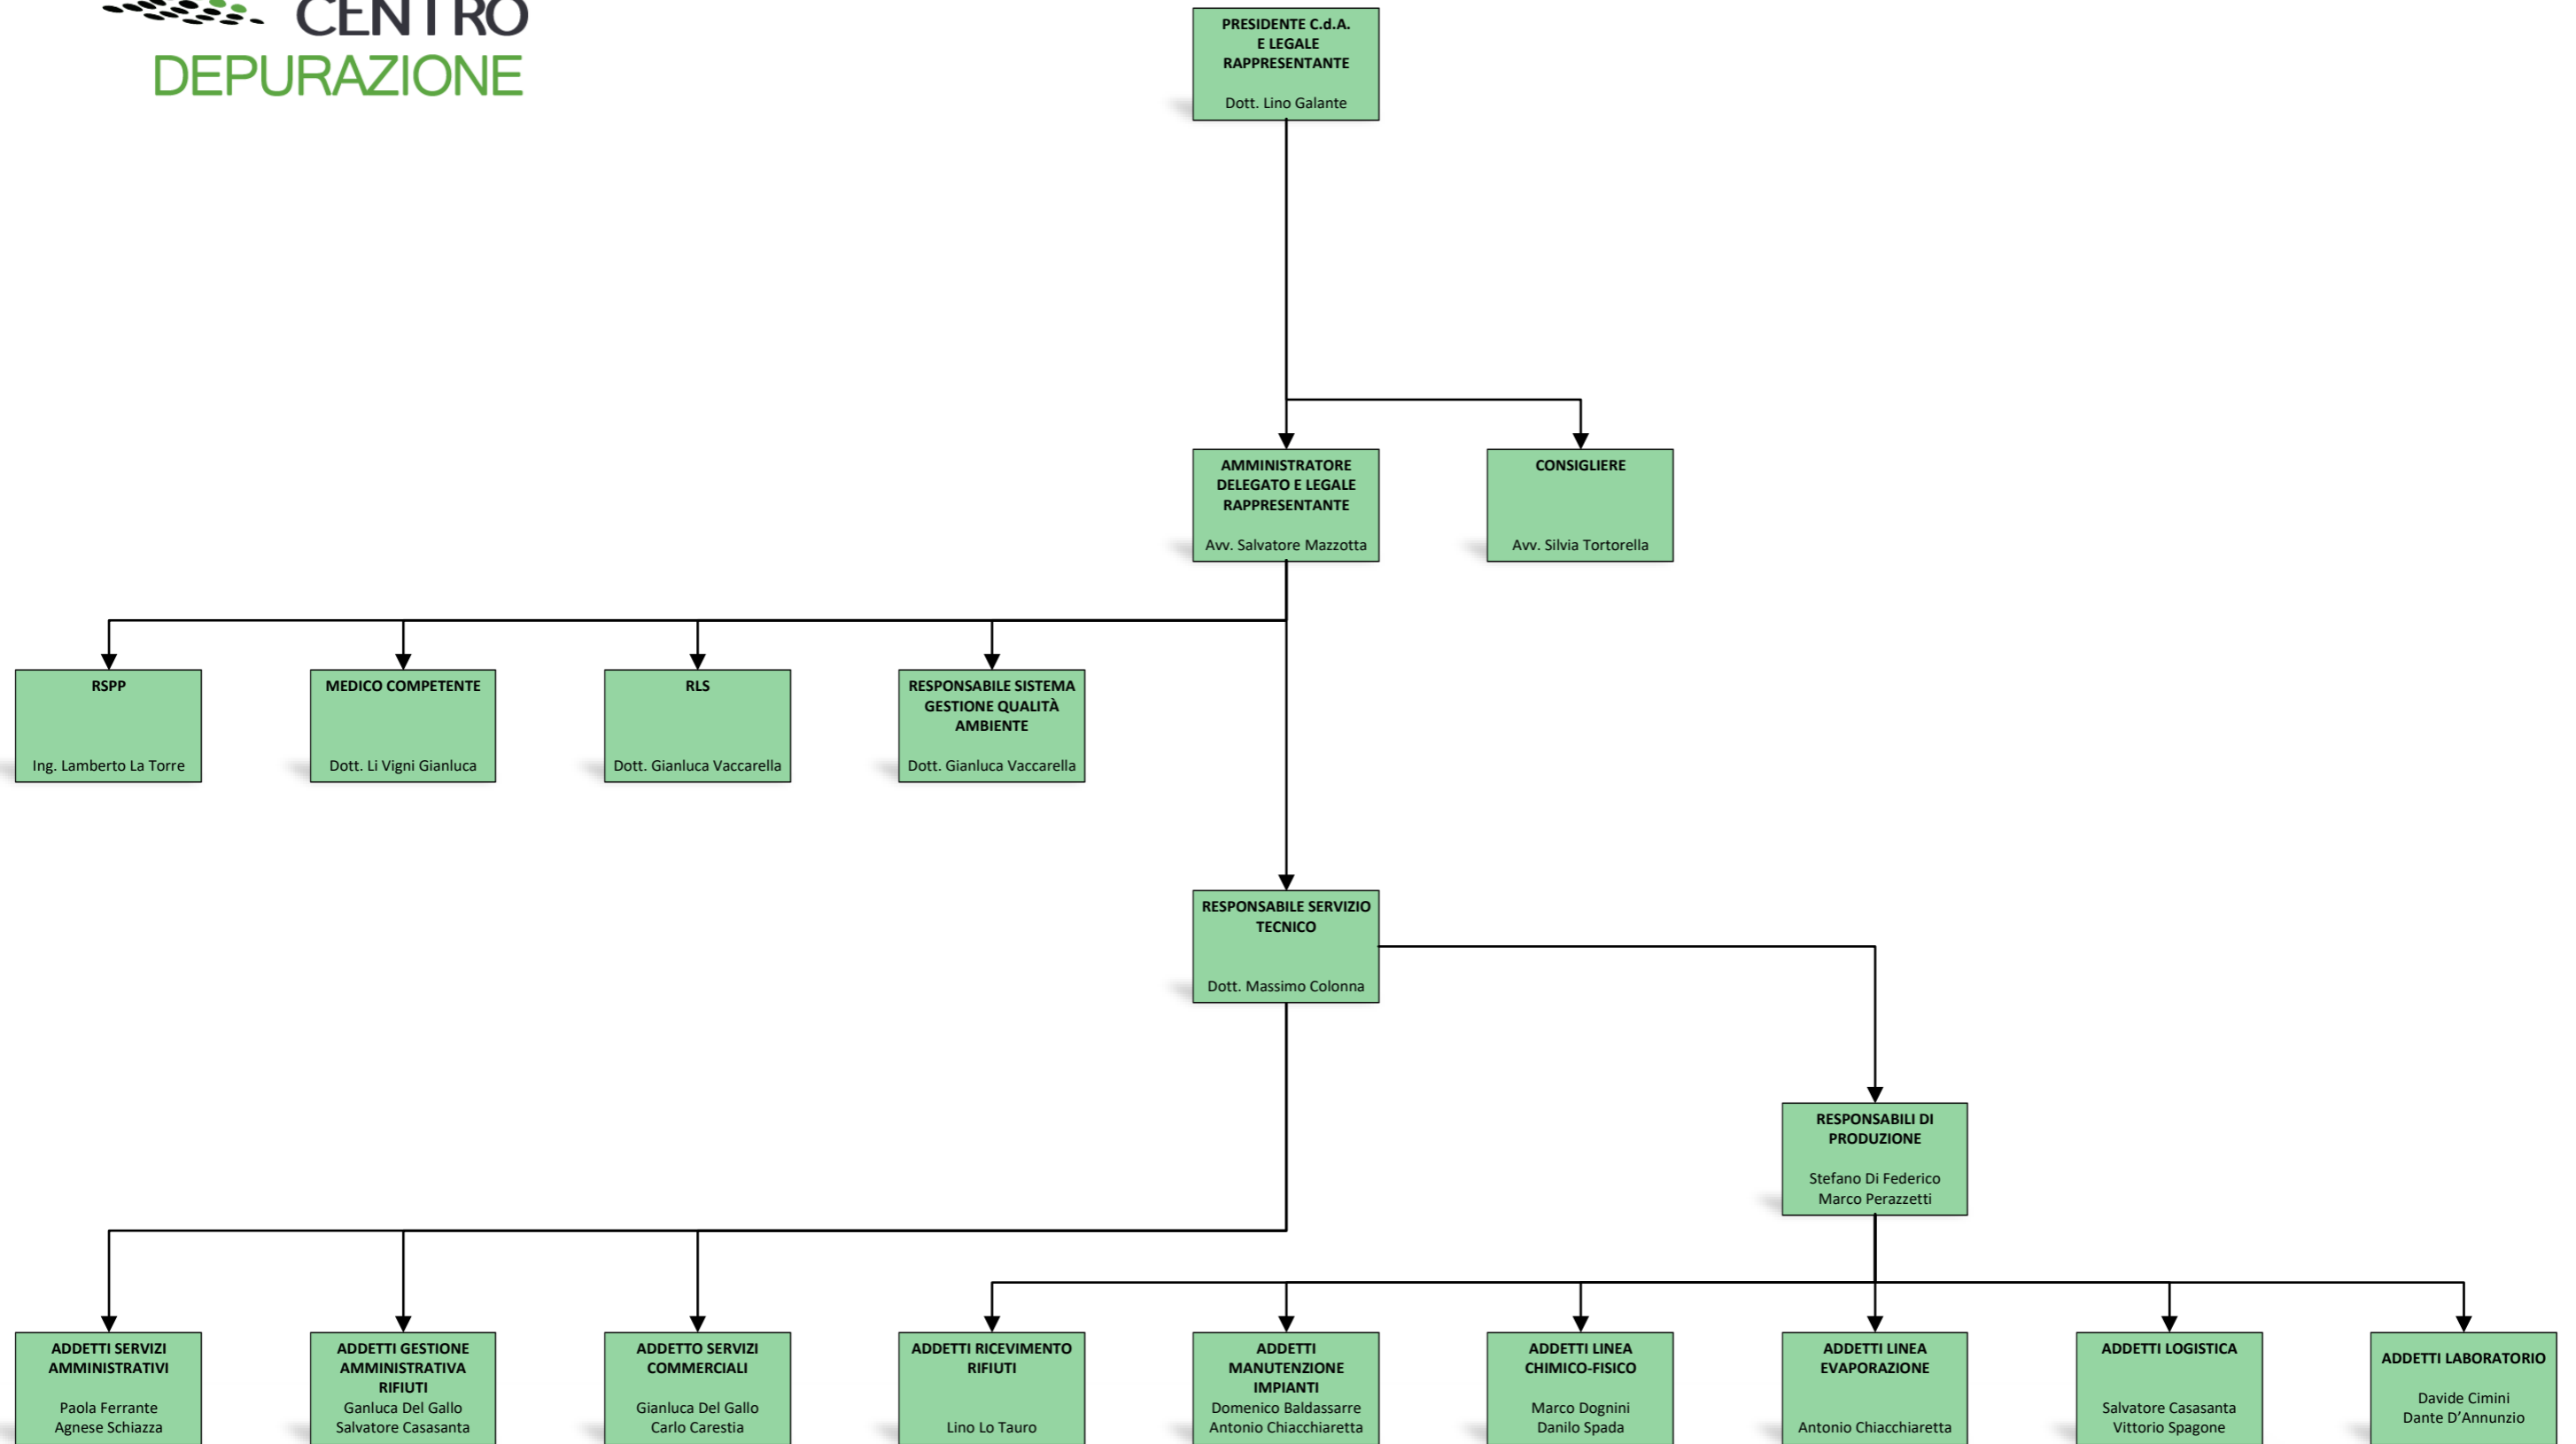 CENTRO
DEPURAZIONE
PRESIDENTE C.d.A.
E LEGALE
RAPPRESENTANTE
Dott. Lino Galante
AMMINISTRATORE
DELEGATO E LEGALE
RAPPRESENTANTE
Avv. Salvatore Mazzotta
CONSIGLIERE
Avv. Silvia Tortorella
RSPP
Ing. Lamberto La Torre
MEDICO COMPETENTE
Dott. Li Vigni Gianluca
RLS
Dott. Gianluca Vaccarella
RESPONSABILE SISTEMA
GESTIONE QUALITÀ
AMBIENTE
Dott. Gianluca Vaccarella
RESPONSABILE SERVIZIO
TECNICO
Dott. Massimo Colonna
RESPONSABILI DI
PRODUZIONE
Stefano Di Federico
Marco Perazzetti
ADDETTI SERVIZI
AMMINISTRATIVI
Paola Ferrante
Agnese Schiazza
ADDETTI GESTIONE
AMMINISTRATIVA
RIFIUTI
Ganluca Del Gallo
Salvatore Casasanta
ADDETTO SERVIZI
COMMERCIALI
Gianluca Del Gallo
Carlo Carestia
ADDETTI RICEVIMENTO
RIFIUTI
Lino Lo Tauro
ADDETTI
MANUTENZIONE
IMPIANTI
Domenico Baldassarre
Antonio Chiacchiaretta
ADDETTI LINEA
CHIMICO-FISICO
Marco Dognini
Danilo Spada
ADDETTI LINEA
EVAPORAZIONE
Antonio Chiacchiaretta
ADDETTI LOGISTICA
Salvatore Casasanta
Vittorio Spagone
ADDETTI LABORATORIO
Davide Cimini
Dante D’Annunzio